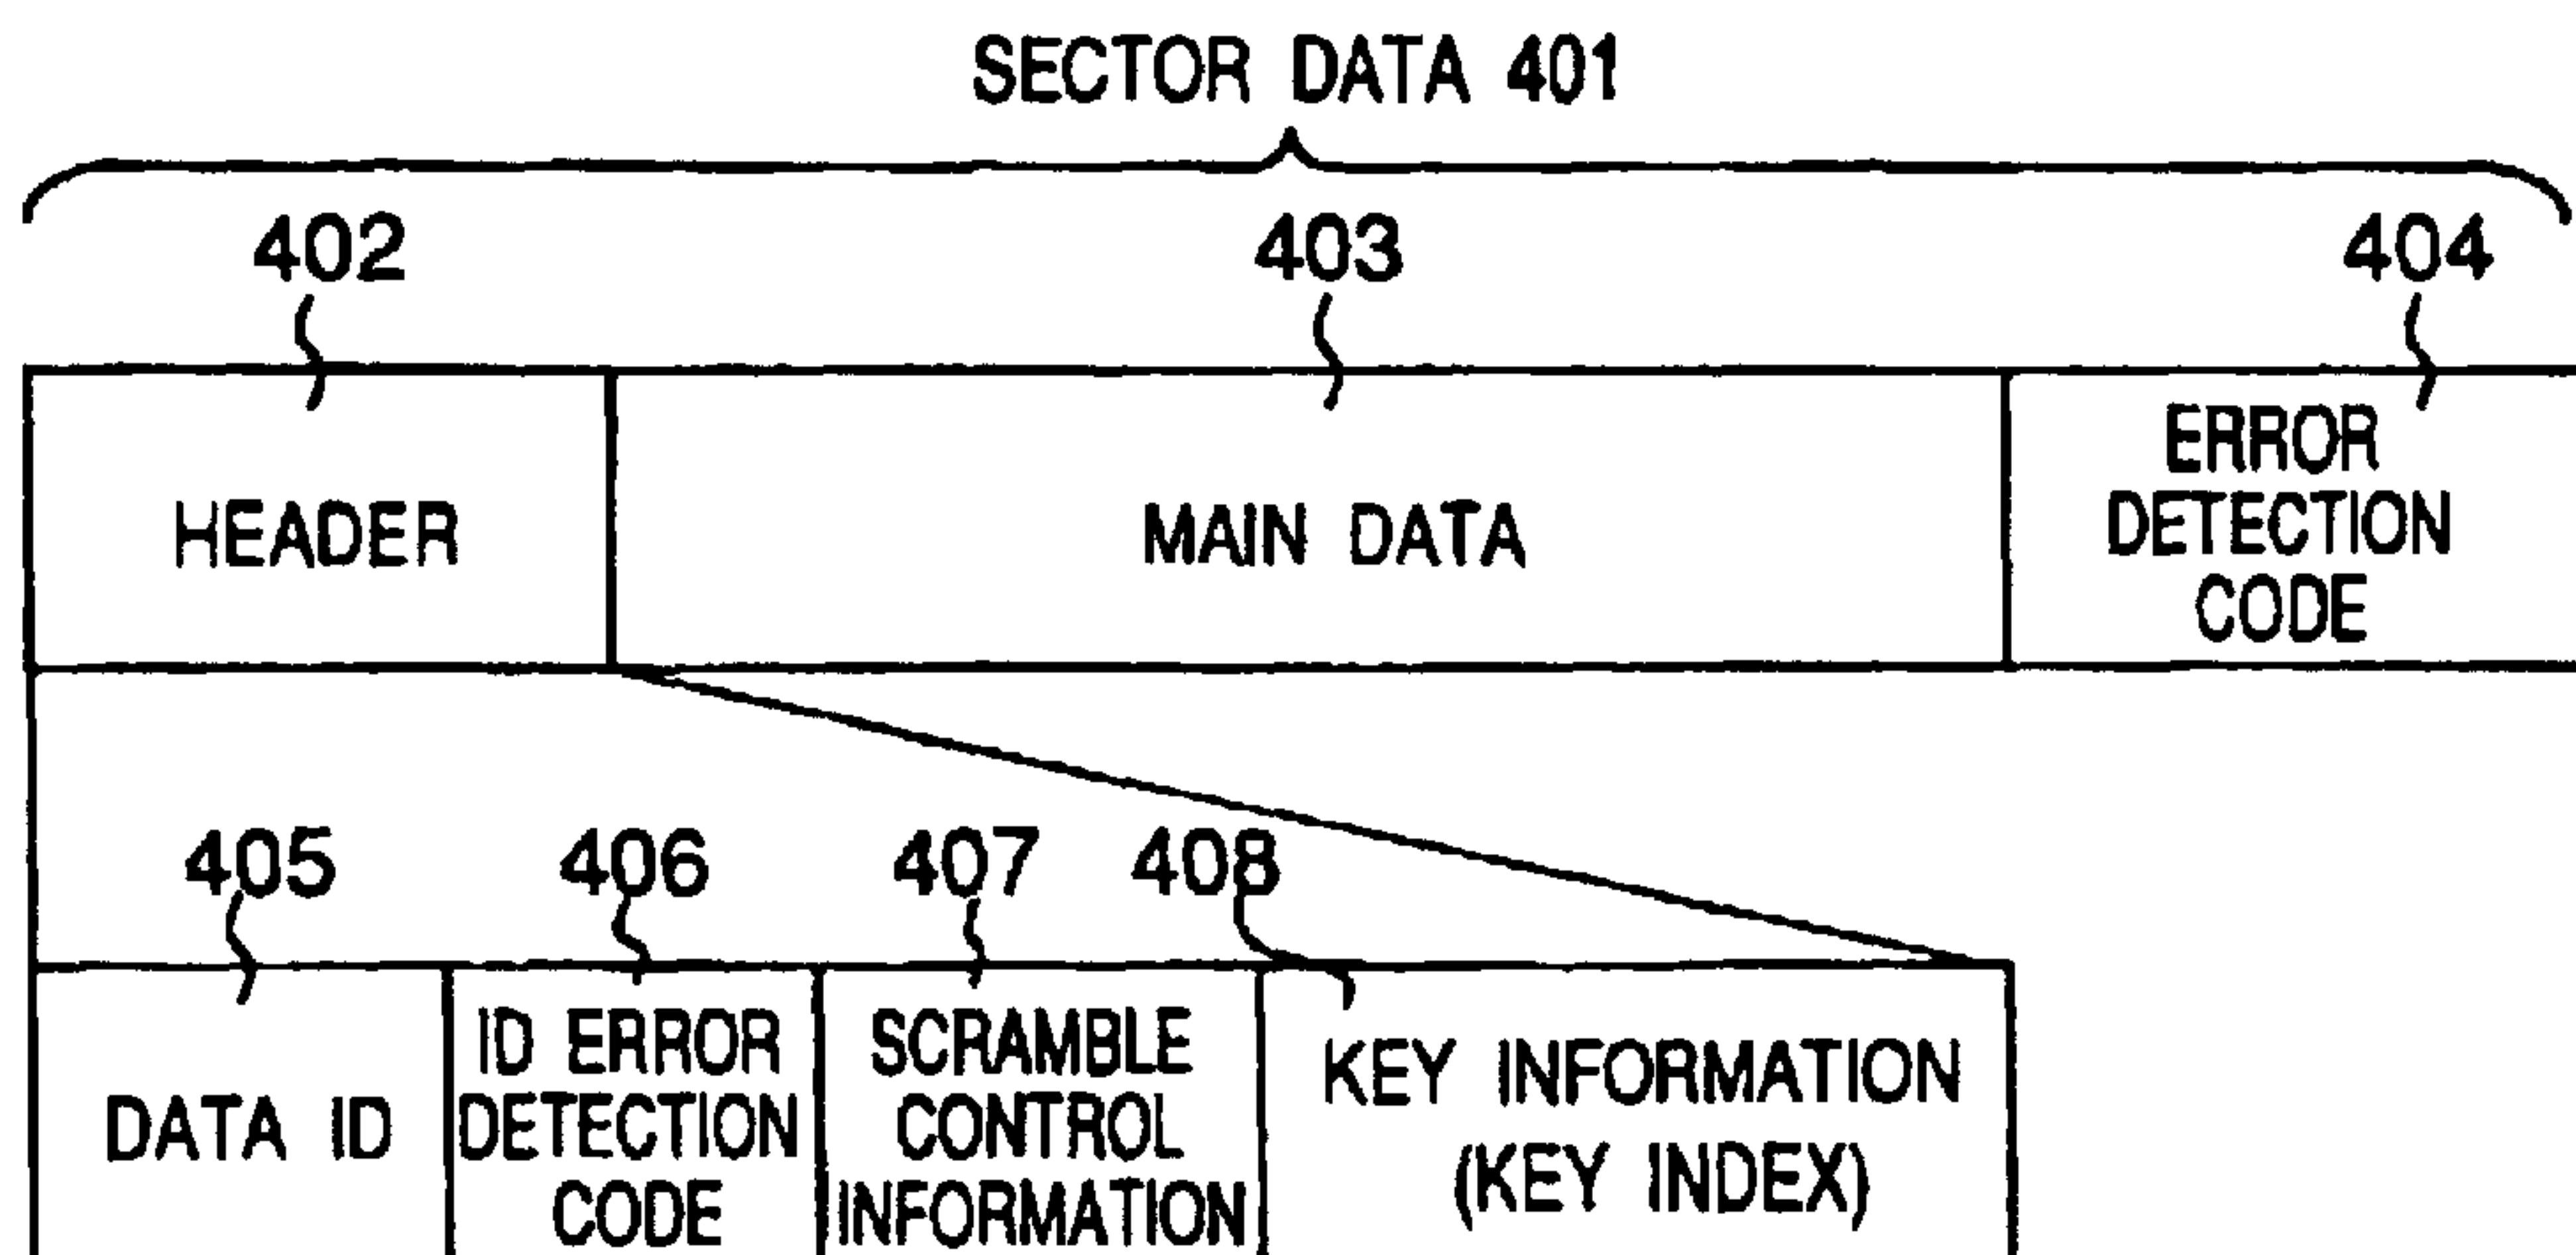 SECTOR DATA 401
402 403 404
HEADER
MAIN DATA
ERROR
DETECTION
CODE
405 406 407 408
DATA ID
ID ERROR
DETECTION
CODE
SCRAMBLE
CONTROL
INFORMATION
KEY INFORMATION
(KEY INDEX)